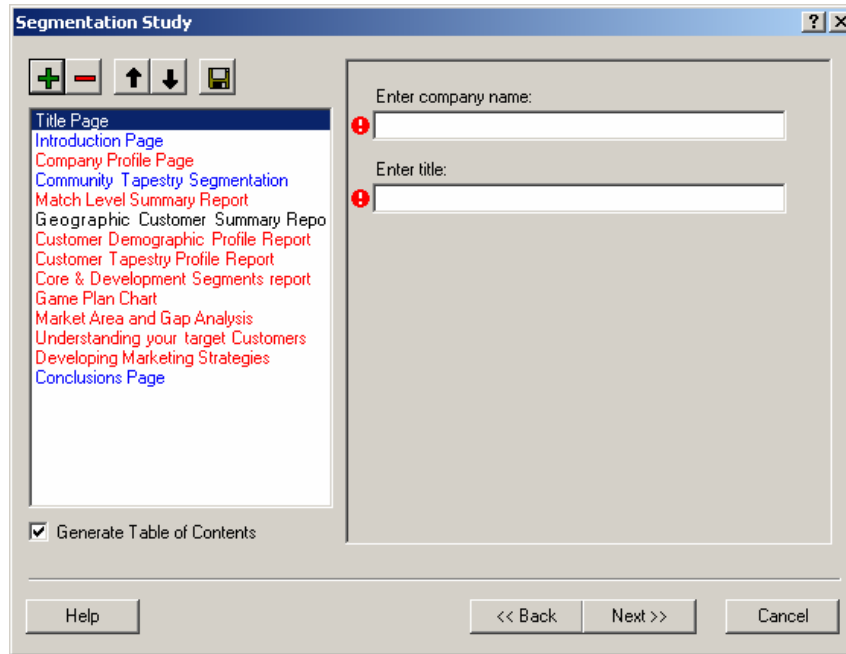 Segmentation Study
Enter company name:
Title Page
Introduction Page
Company Profile Page
Community Tapestry Segmentation
Match Level Summary Report
Geographic Customer Summary Repo
Customer Demographic Profile Report
Customer Tapestry Profile Report
Core & Development Segments report
Game Plan Chart
Market Area and Gap Analysis
Understanding your target Customers
Developing Marketing Strategies
Conclusions Page
Enter title:
Generate Table of Contents
Help
<< Back
Next >>
Cancel